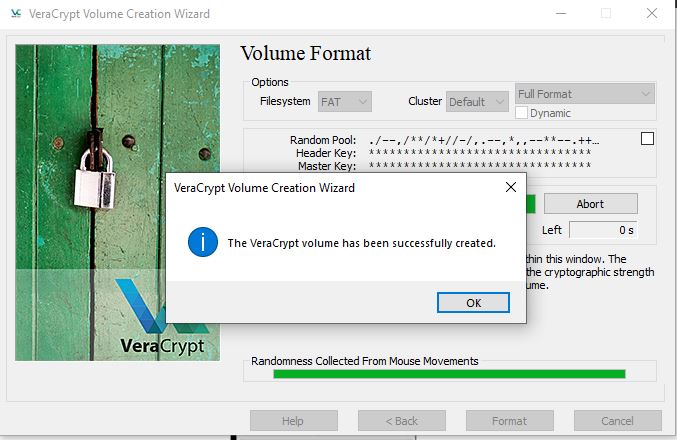 VeraCrypt Volume Creation Wizard
Volume Format
Options
Filesystem FAT Cluster Default Full Format
Dynamic
Random Pool: ./--,/**/*+//-/,.--,*,,--**--.++...
Header Key: ********************************
Master Key: ********************************
Abort
Left 0 s
VeraCrypt Volume Creation Wizard
The VeraCrypt volume has been successfully created.
OK
thin this window. The
the cryptographic strength
ume.
VeraCrypt
Randomness Collected From Mouse Movements
Help < Back Format Cancel